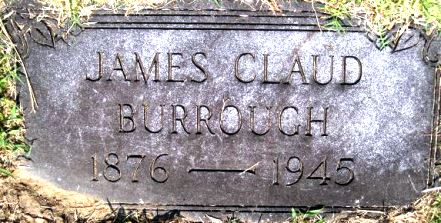 JAMES CLAUD
BURROUGH
1876 — 1945